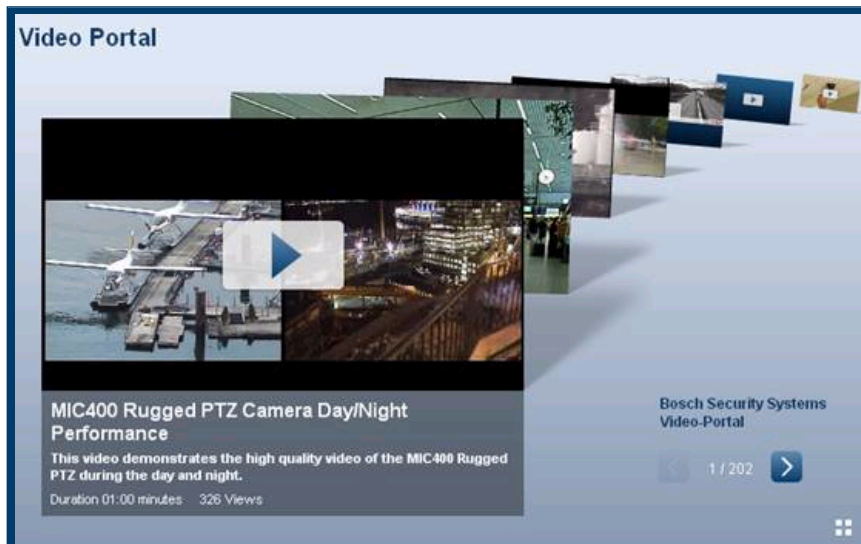 Video Portal
MIC400 Rugged PTZ Camera Day/Night
Performance
This video demonstrates the high quality video of the MIC400 Rugged
PTZ during the day and night.
Duration 01:00 minutes 326 Views
Bosch Security Systems
Video-Portal
1 / 202